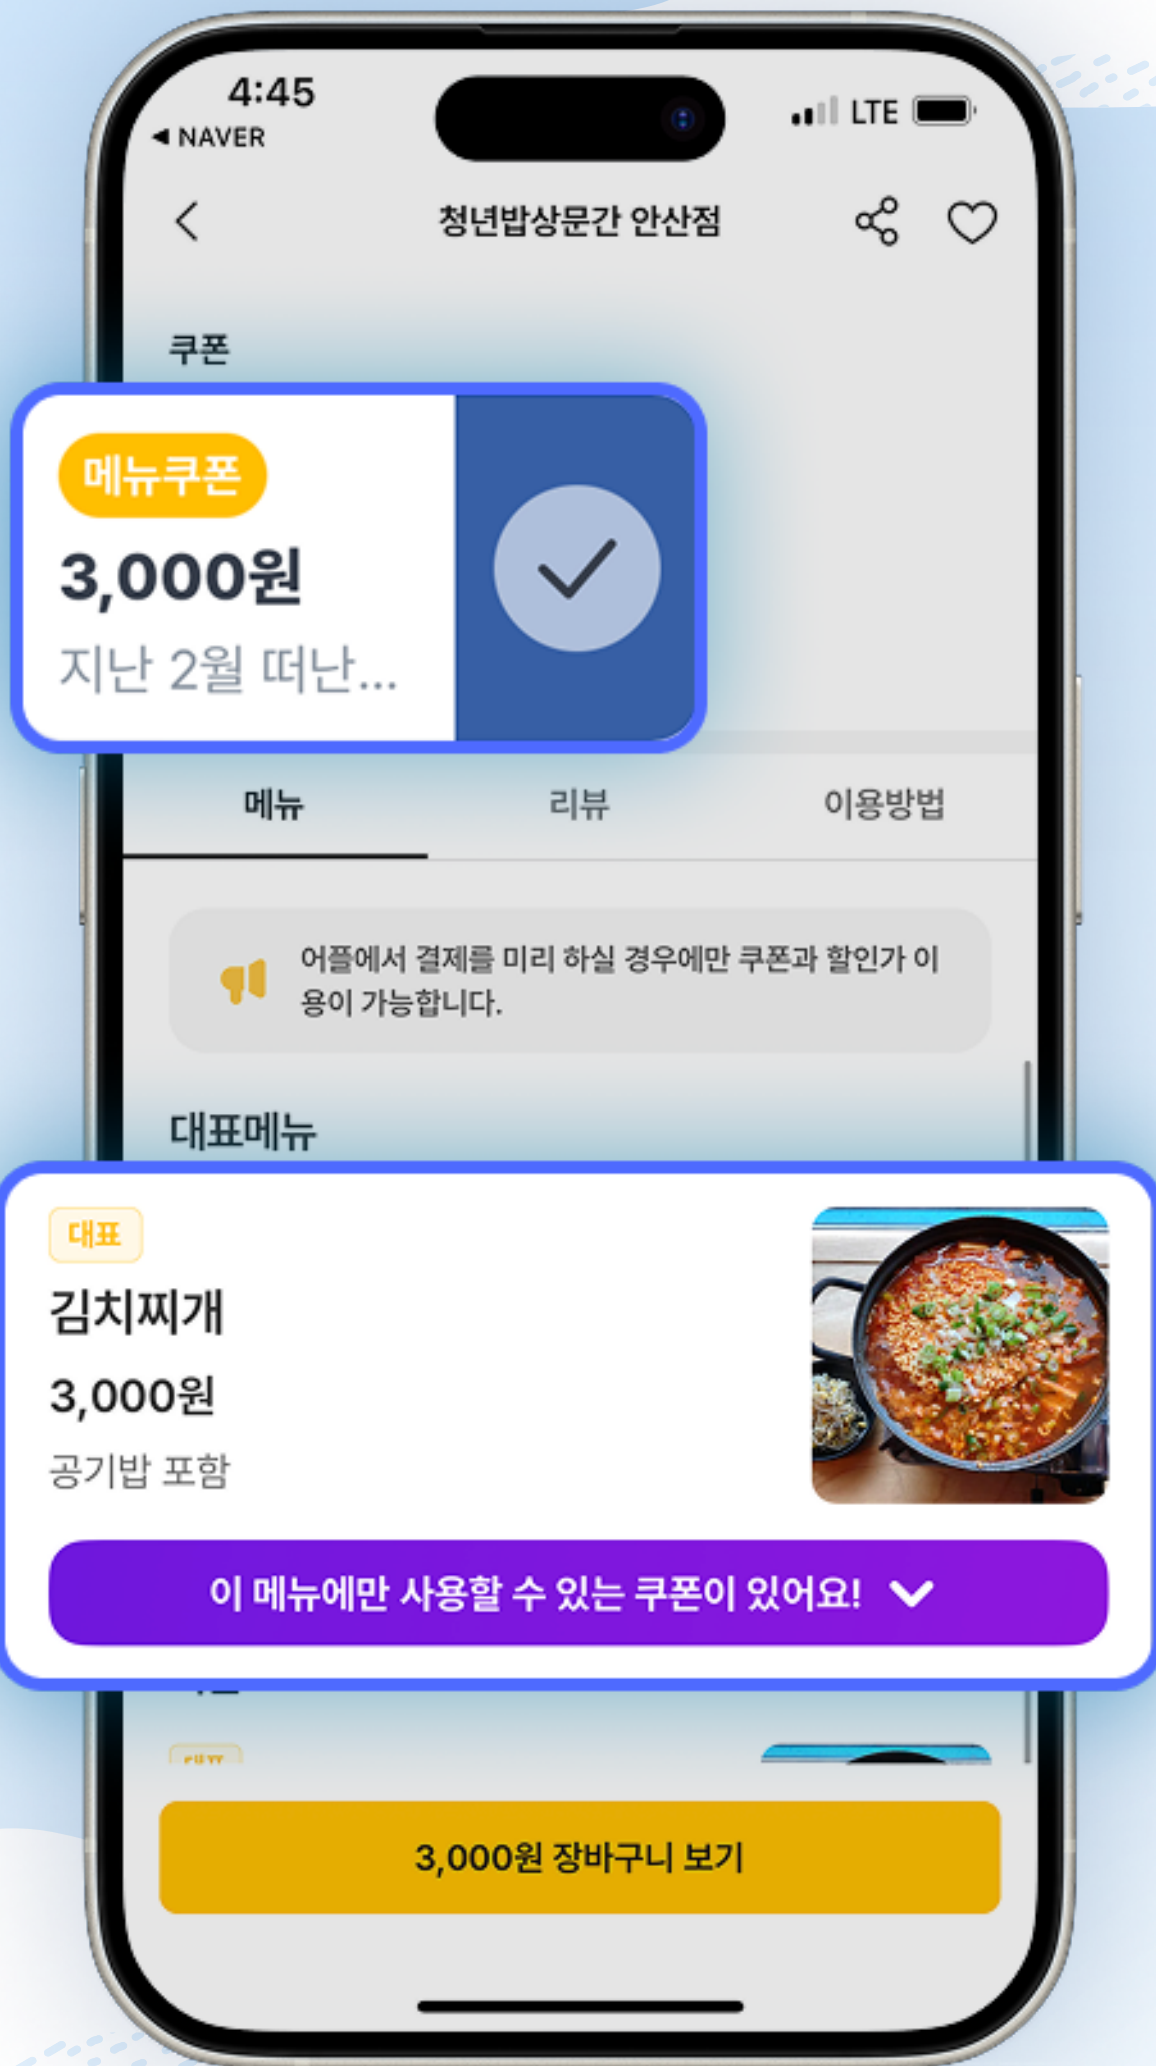 4:45
LTE
◀ NAVER
청년밥상문간 안산점
쿠폰
메뉴쿠폰
3,000원
지난 2월 떠난...
메뉴
리뷰
이용방법
어플에서 결제를 미리 하실 경우에만 쿠폰과 할인가 이
용이 가능합니다.
대표메뉴
대표
김치찌개
3,000원
공기밥 포함
이 메뉴에만 사용할 수 있는 쿠폰이 있어요!
3,000원 장바구니 보기